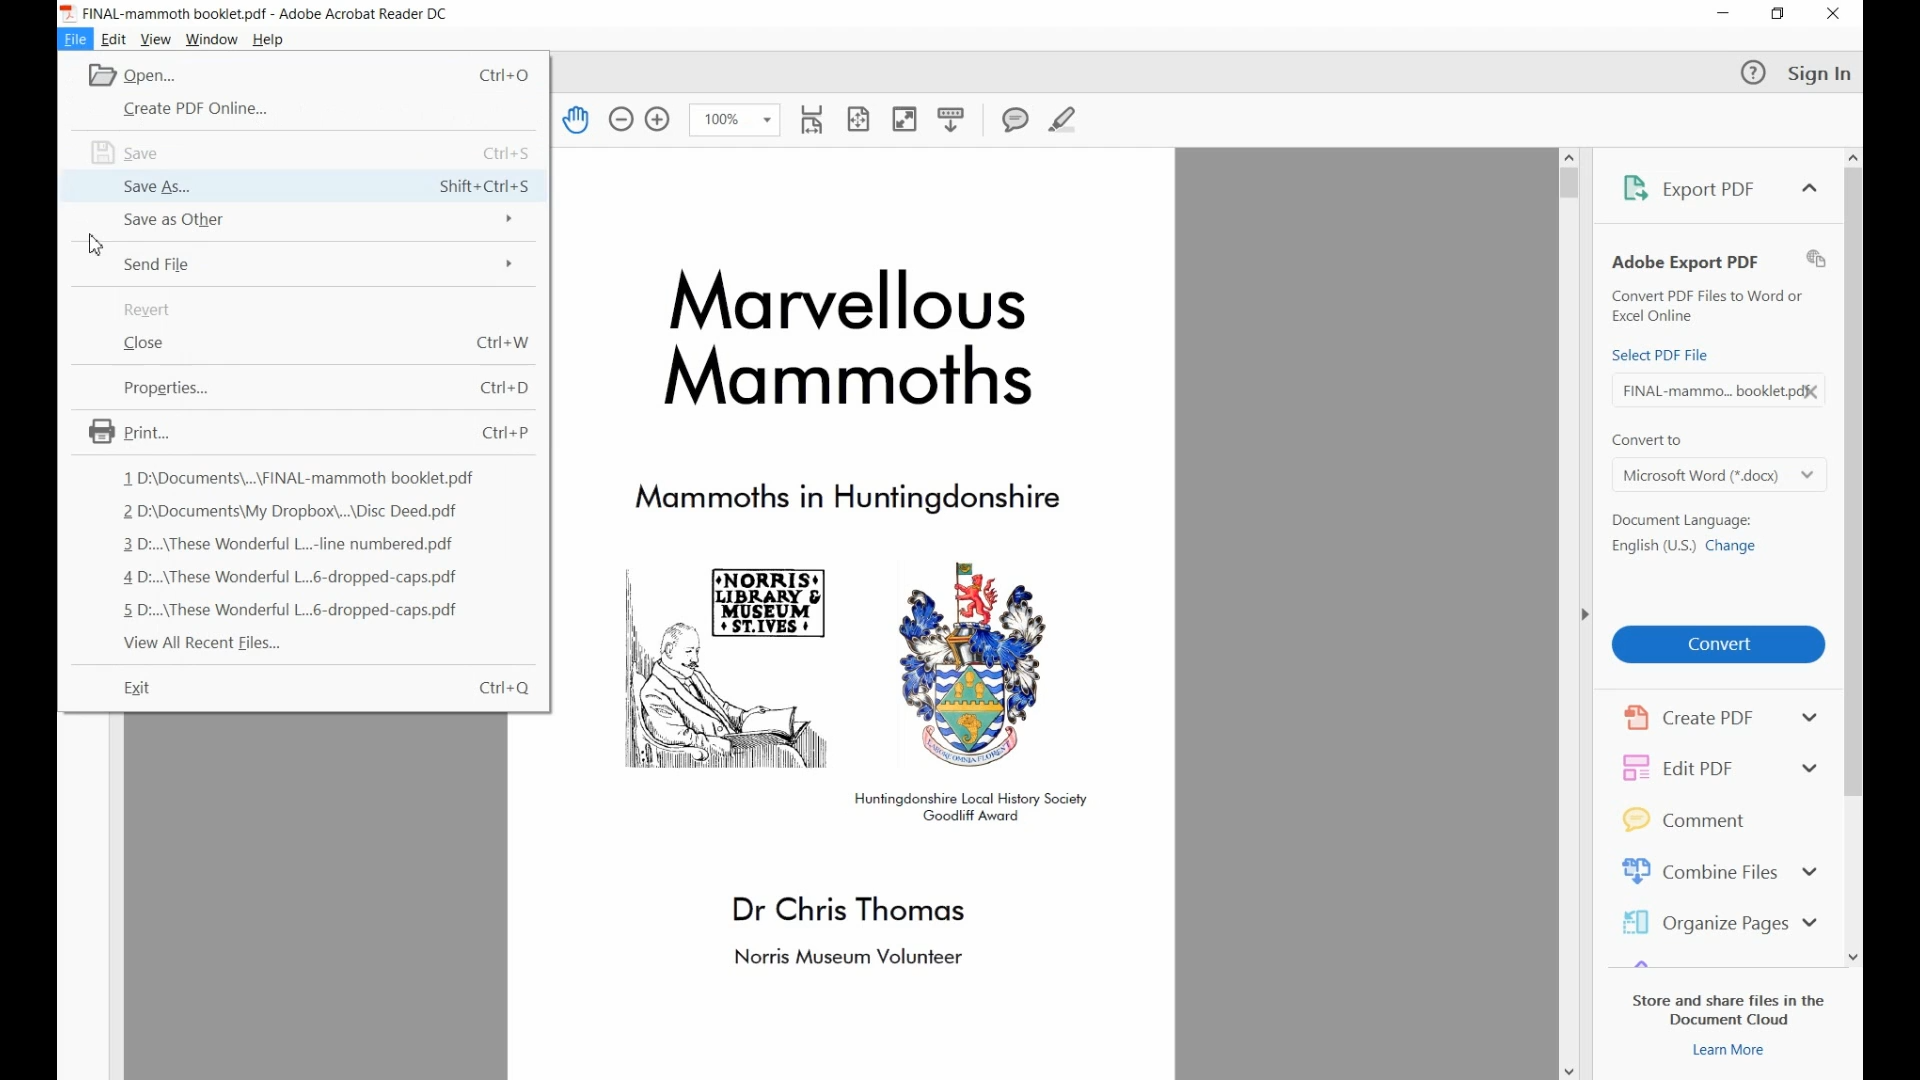 FINAL-mammoth booklet.pdf - Adobe Acrobat Reader DC
File Edit View Window Help
Open... Ctrl+O
Create PDF Online...
Save Ctrl+S
Save As... Shift+Ctrl+S
Save as Other
Send File
Revert
Close Ctrl+W
Properties... Ctrl+D
Print... Ctrl+P
1 D:\Documents\...\FINAL-mammoth booklet.pdf
2 D:\Documents\My Dropbox\...\Disc Deed.pdf
3 D:...\These Wonderful L...-line numbered.pdf
4 D:...\These Wonderful L...6-dropped-caps.pdf
5 D:...\These Wonderful L...6-dropped-caps.pdf
View All Recent Files...
Exit Ctrl+Q
? Sign In
100%
Marvellous
Mammoths
Mammoths in Huntingdonshire
NORRIS
LIBRARY &
MUSEUM
ST. IVES
LABORE OMNIA FLORENT
Huntingdonshire Local History Society
Goodliff Award
Dr Chris Thomas
Norris Museum Volunteer
Export PDF
Adobe Export PDF
Convert PDF Files to Word or
Excel Online
Select PDF File
FINAL-mammo... booklet.pdf
Convert to
Microsoft Word (*.docx)
Document Language:
English (U.S.) Change
Convert
Create PDF
Edit PDF
Comment
Combine Files
Organize Pages
Store and share files in the
Document Cloud
Learn More